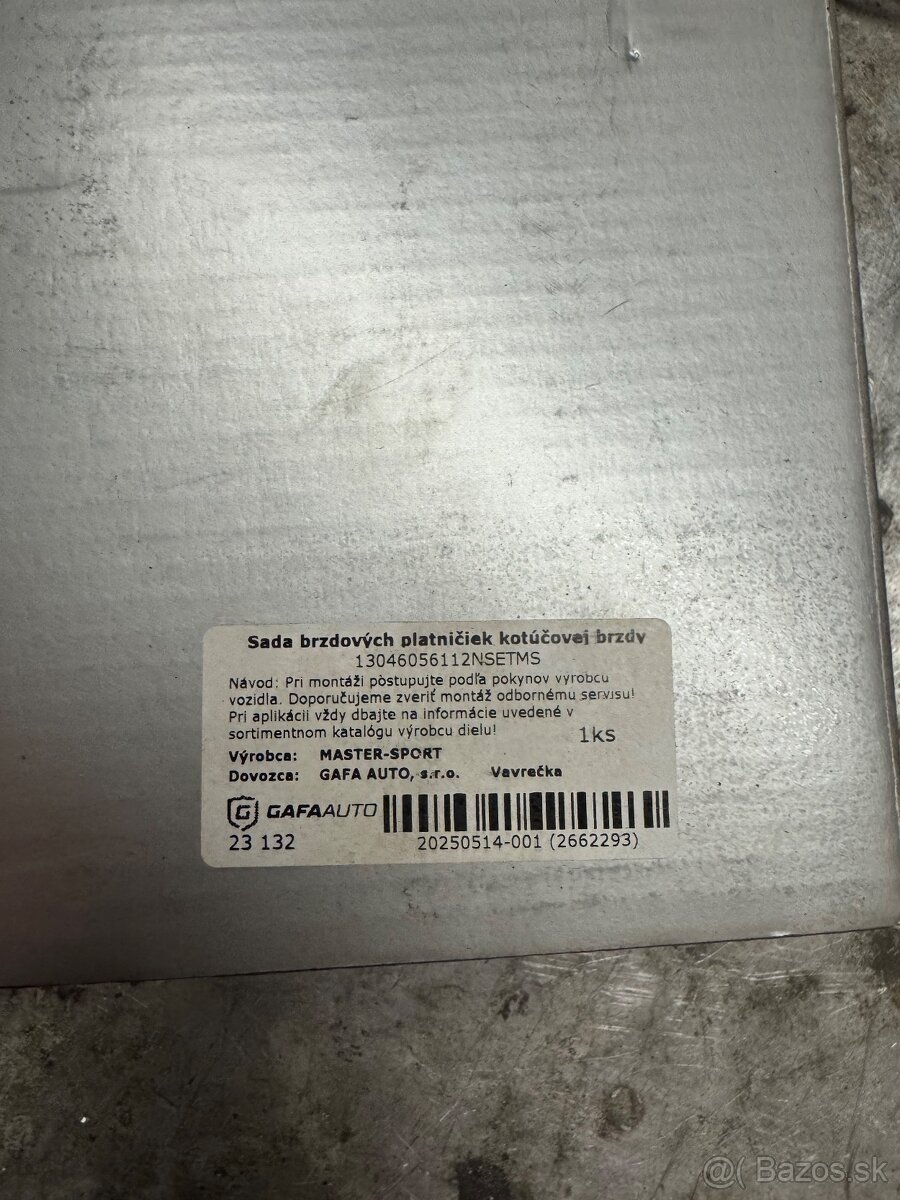 Sada brzdových platničiek kotúčovej brzdy
13046056112NSETMS
Návod: Pri montáži postupujte podľa pokynov výrobcu
vozidla. Doporučujeme zveriť montáž odbornému servisu!
Pri aplikácii vždy dbajte na informácie uvedené v
sortimentnom katalógu výrobcu dielu!
1ks
Výrobca: MASTER-SPORT
Dovozca: GAFA AUTO, s.r.o. Vavrečka
G GAFAAUTO
23 132
20250514-001 (2662293)
@( Bazos.sk